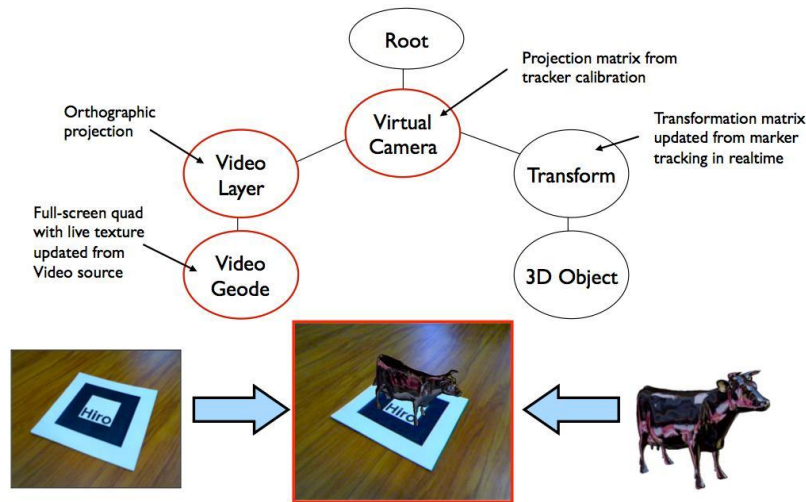 Root
Projection matrix from
tracker calibration
Orthographic
projection
Virtual
Camera
Transformation matrix
updated from marker
tracking in realtime
Video
Layer
Transform
Full-screen quad
with live texture
updated from
Video source
Video
Geode
3D Object
Hiro
Hiro